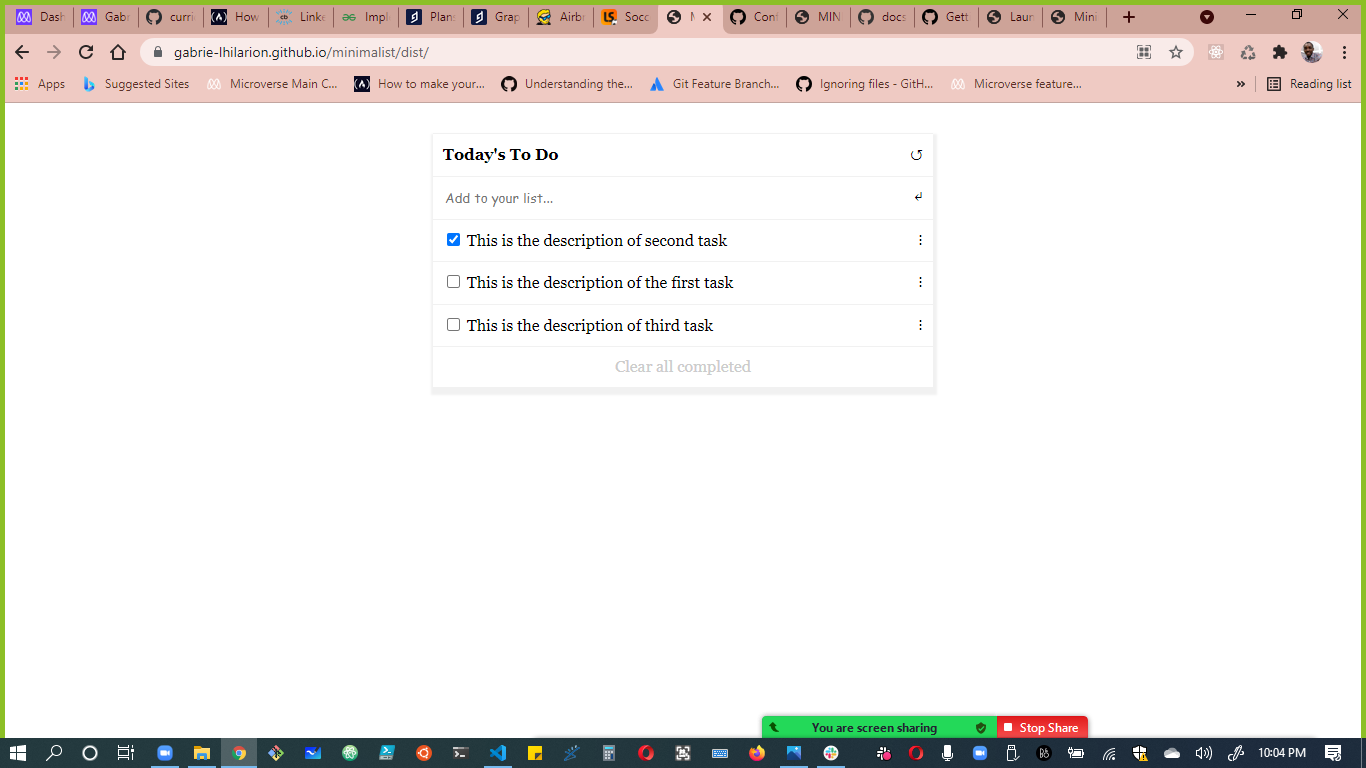 Dash
Gabr
curri
How
Linke
Impl
Plan
Grap
Airb
Socc
Conf
MIN
docs
Gett
Laun
Mini
gabrie-lhilarion.github.io/minimalist/dist/
Apps
Suggested Sites
Microverse Main C...
How to make your...
Understanding the...
Git Feature Branch...
Ignoring files - GitH...
Microverse feature...
Reading list
Today's To Do
Add to your list...
This is the description of second task
This is the description of the first task
This is the description of third task
Clear all completed
You are screen sharing
Stop Share
10:04 PM